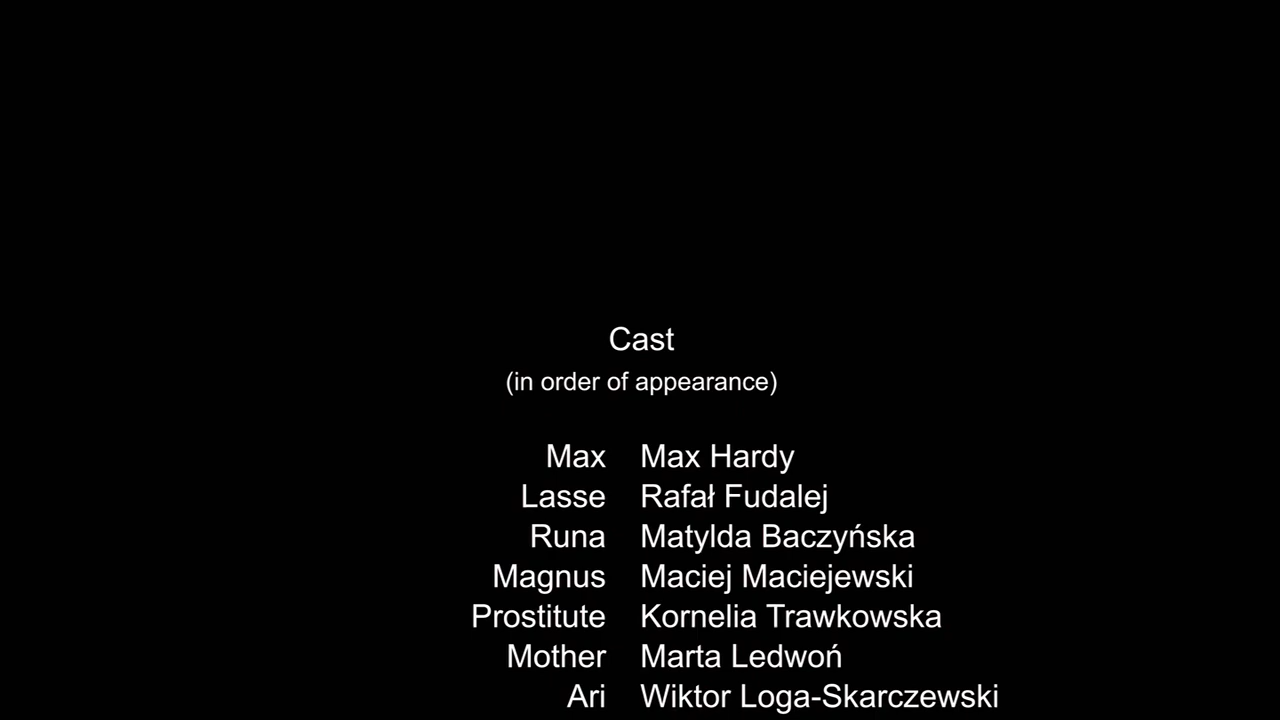 Cast
(in order of appearance)
Max Max Hardy
Lasse Rafał Fudalej
Runa Matylda Baczyńska
Magnus Maciej Maciejewski
Prostitute Kornelia Trawkowska
Mother Marta Ledwoń
Ari Wiktor Loga-Skarczewski